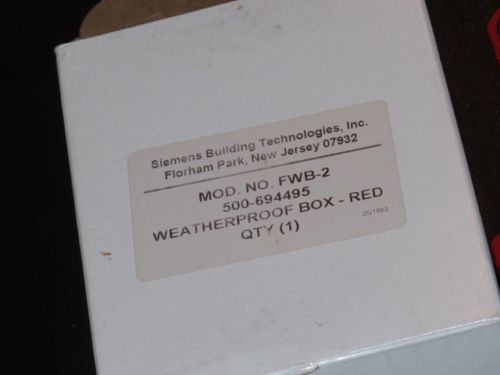 Siemens Building Technologies, Inc.
Florham Park, New Jersey 07932
MOD. NO. FWB-2
500-694495
WEATHERPROOF BOX - RED
QTY (1)